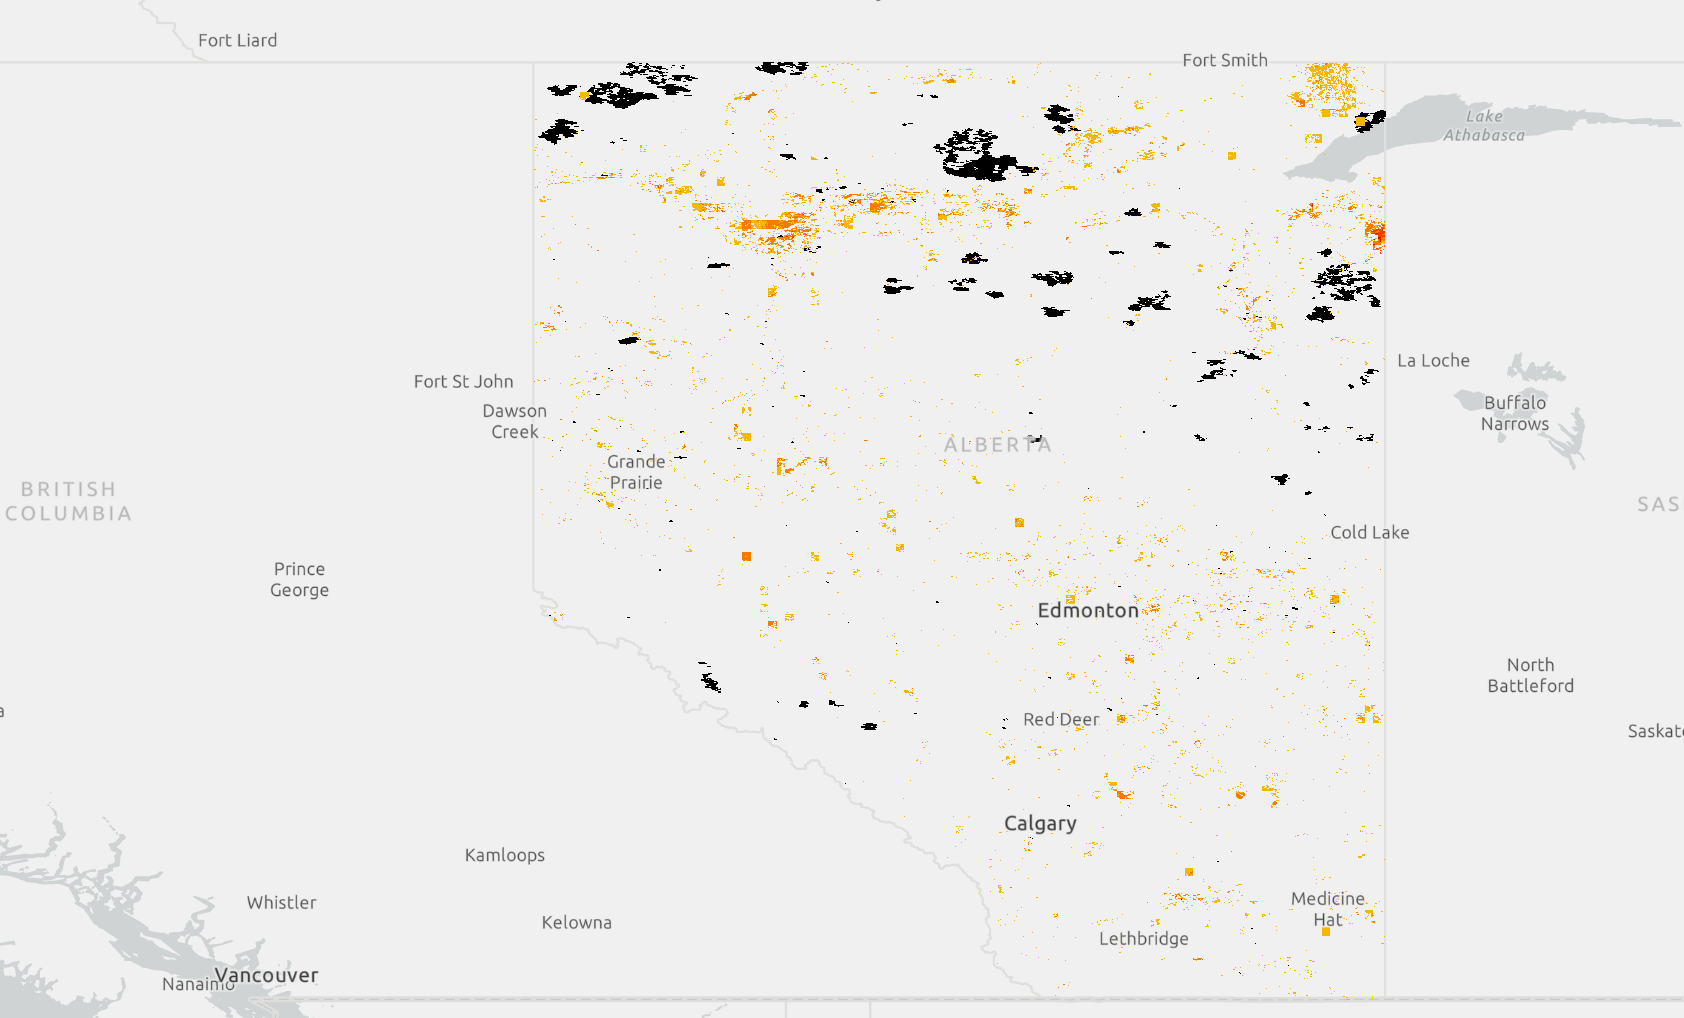 Fort Liard
Fort Smith
Lake
Athabasca
La Loche
Fort St John
Dawson
Creek
Buffalo
Narrows
ALBERTA
Grande
Prairie
BRITISH
COLUMBIA
SAS
Cold Lake
Prince
George
Edmonton
North
Battleford
a
Red Deer
Saskat
Calgary
Kamloops
Whistler
Medicine
Hat
Kelowna
Lethbridge
Vancouver
Nanaimo